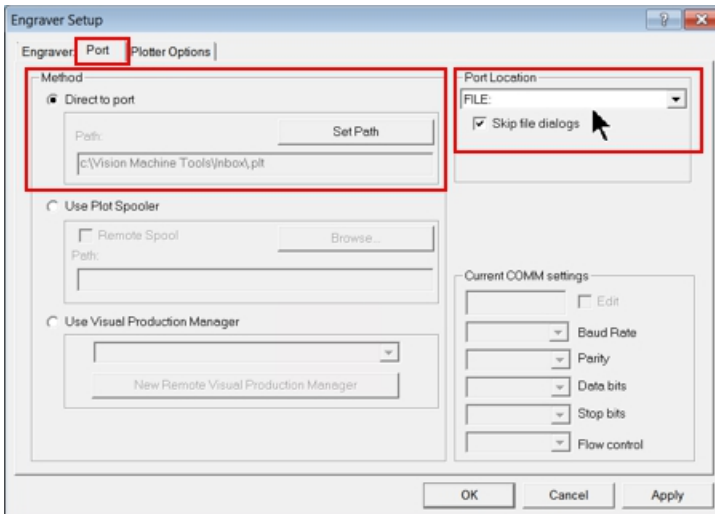 Engraver Setup
Engraver Port Plotter Options
Method
Direct to port
Path:
Set Path
c:\Vision Machine Tools\Inbox\.plt
Use Plot Spooler
Remote Spool
Browse...
Path:
Use Visual Production Manager
New Remote Visual Production Manager
Port Location
FILE:
Skip file dialogs
Current COMM settings
Edit
Baud Rate
Parity
Data bits
Stop bits
Flow control
OK Cancel Apply